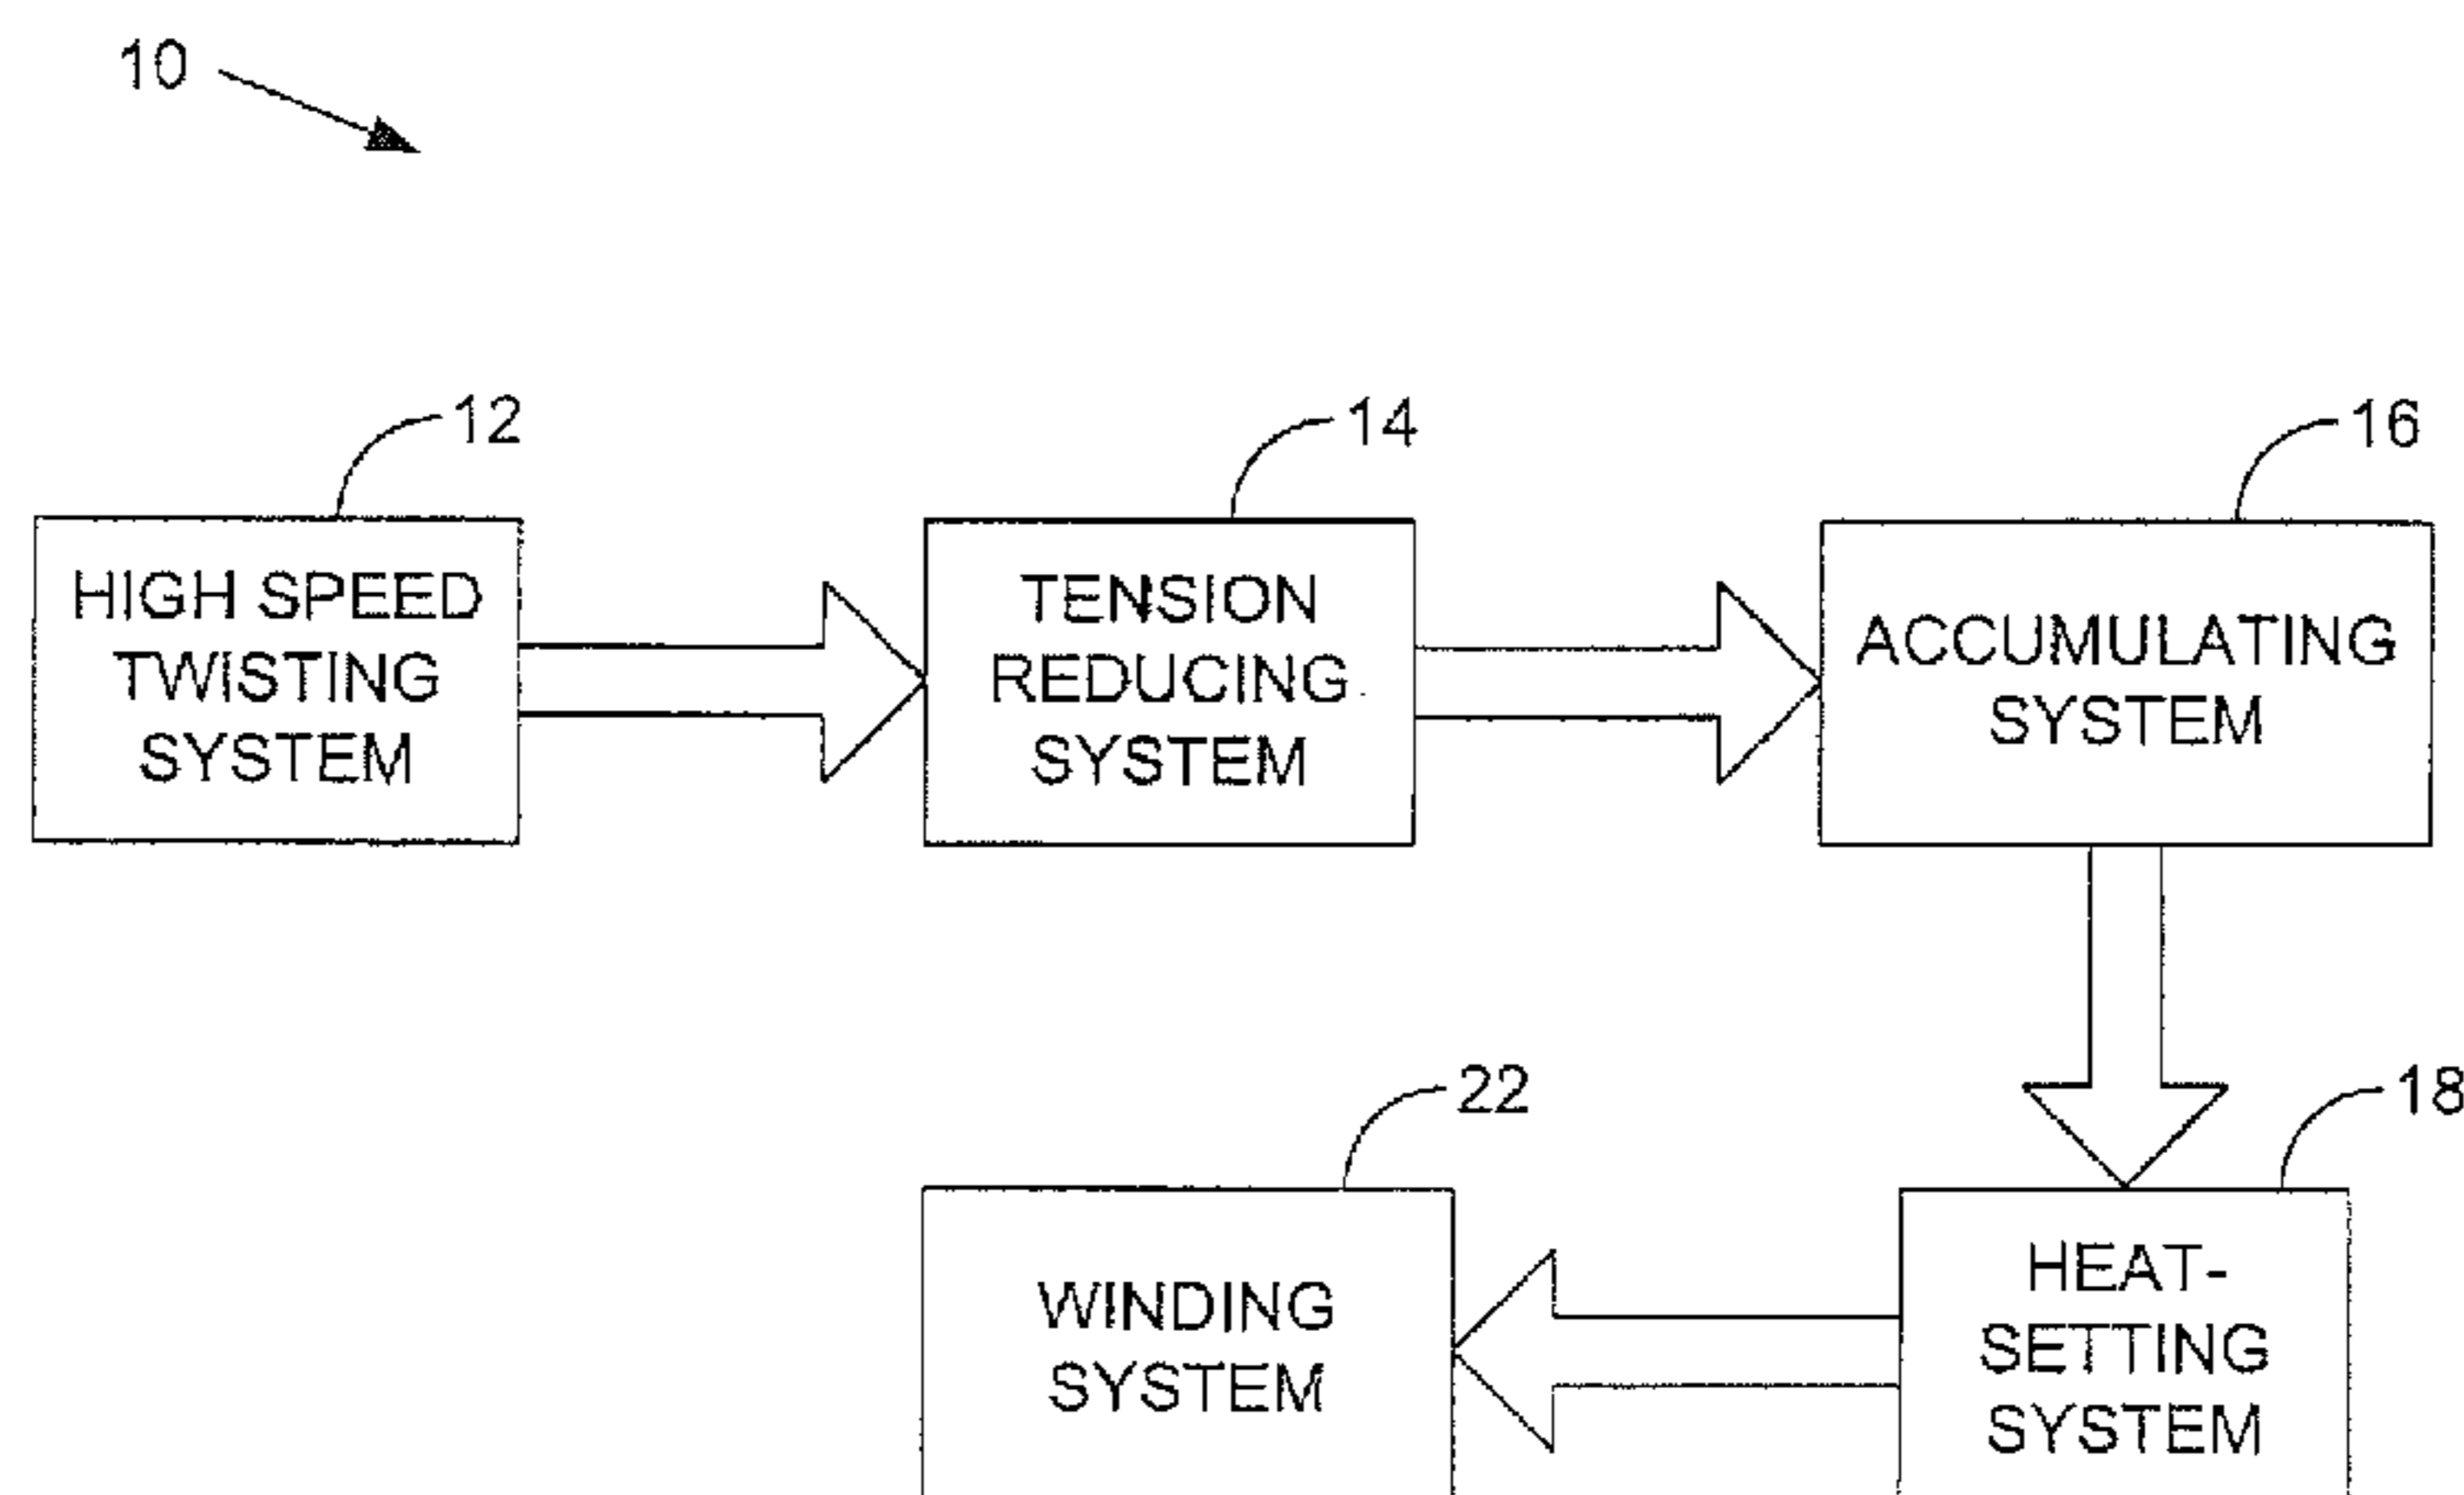 10
12
14
16
HIGH SPEED
TWISTING
SYSTEM
TENSION
REDUCING
SYSTEM
ACCUMULATING
SYSTEM
22
18
WINDING
SYSTEM
HEAT-
SETTING
SYSTEM